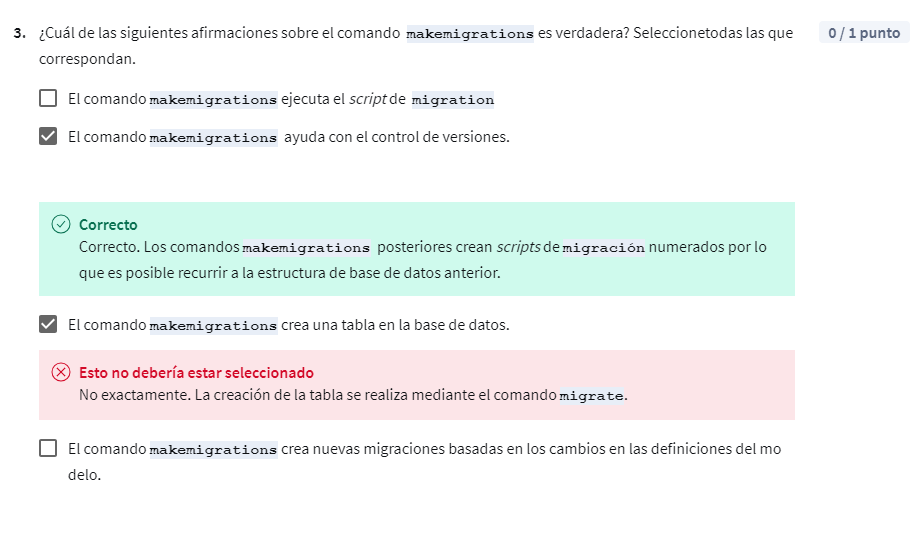 3. ¿Cuál de las siguientes afirmaciones sobre el comando makemigrations es verdadera? Seleccionetodas las que
0 / 1 punto
correspondan.
El comando makemigrations ejecuta el script de migration
El comando makemigrations ayuda con el control de versiones.
Correcto
Correcto. Los comandos makemigrations posteriores crean scripts de migración numerados por lo
que es posible recurrir a la estructura de base de datos anterior.
El comando makemigrations crea una tabla en la base de datos.
Esto no debería estar seleccionado
No exactamente. La creación de la tabla se realiza mediante el comando migrate.
El comando makemigrations crea nuevas migraciones basadas en los cambios en las definiciones del mo
delo.